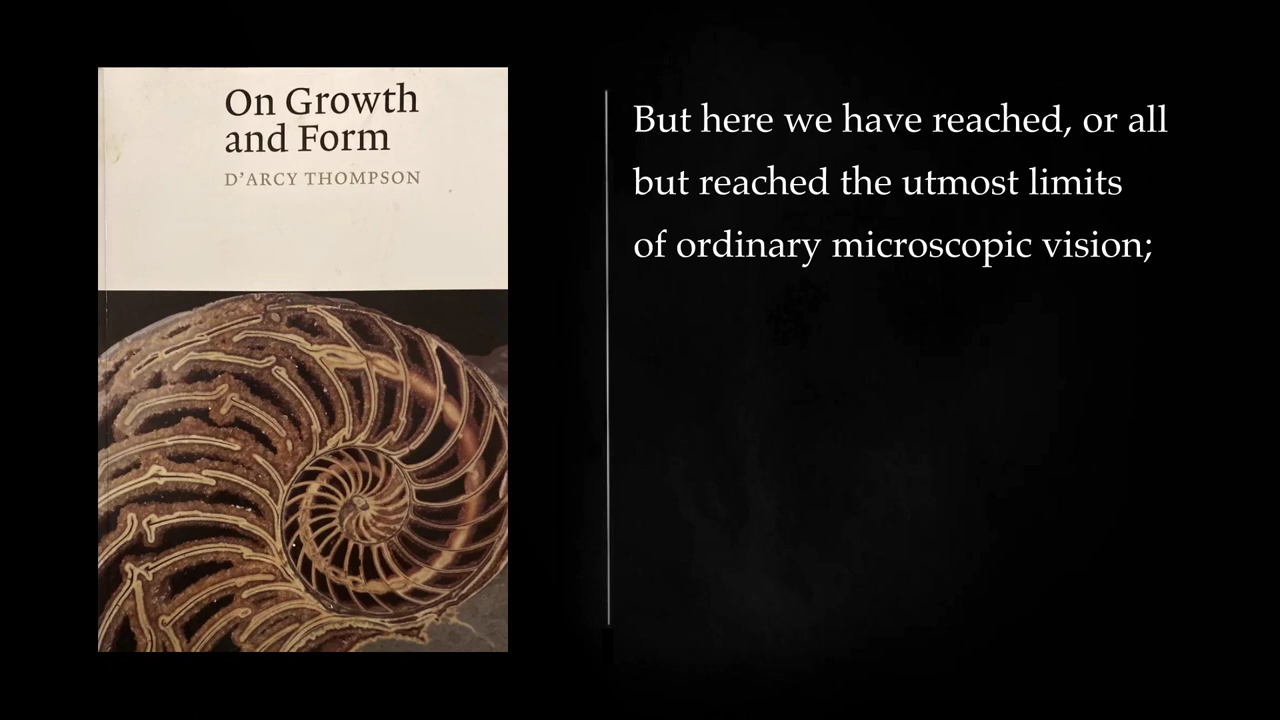 On Growth
and Form
D'ARCY THOMPSON
But here we have reached, or all
but reached the utmost limits
of ordinary microscopic vision;